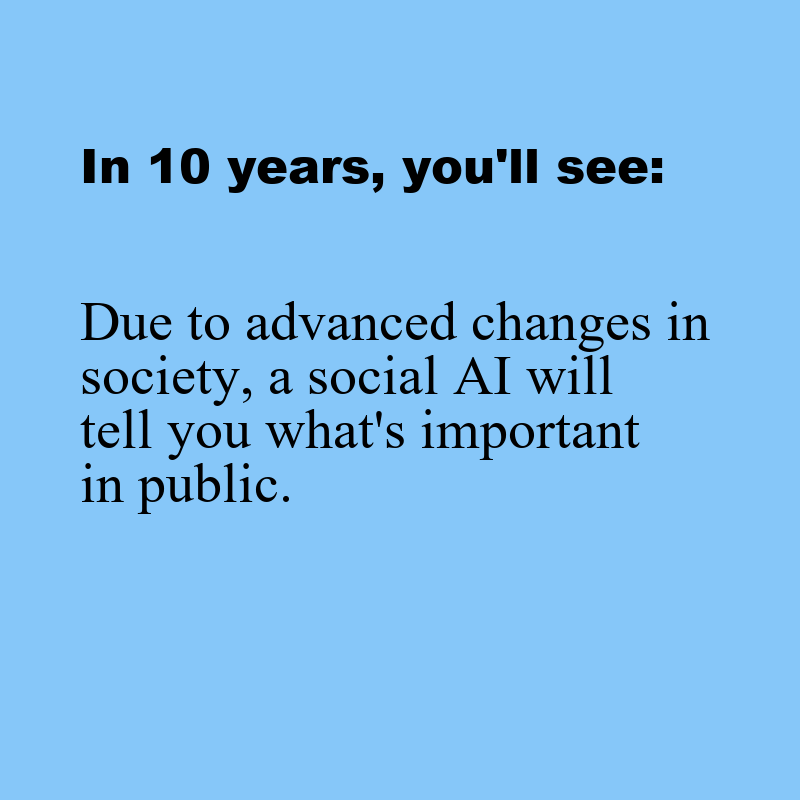 In 10 years, you'll see:
Due to advanced changes in
society, a social AI will
tell you what's important
in public.